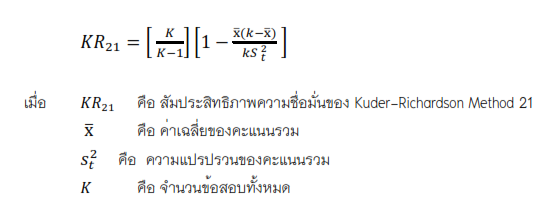 KR₂₁ = [K/(K−1)][1 − x̄(k−x̄)/(kS²ₜ)]
เมื่อ KR₂₁ คือ สัมประสิทธิภาพความชื่อมั่นของ Kuder-Richardson Method 21
x̄ คือ ค่าเฉลี่ยของคะแนนรวม
s²ₜ คือ ความแปรปรวนของคะแนนรวม
K คือ จำนวนข้อสอบทั้งหมด